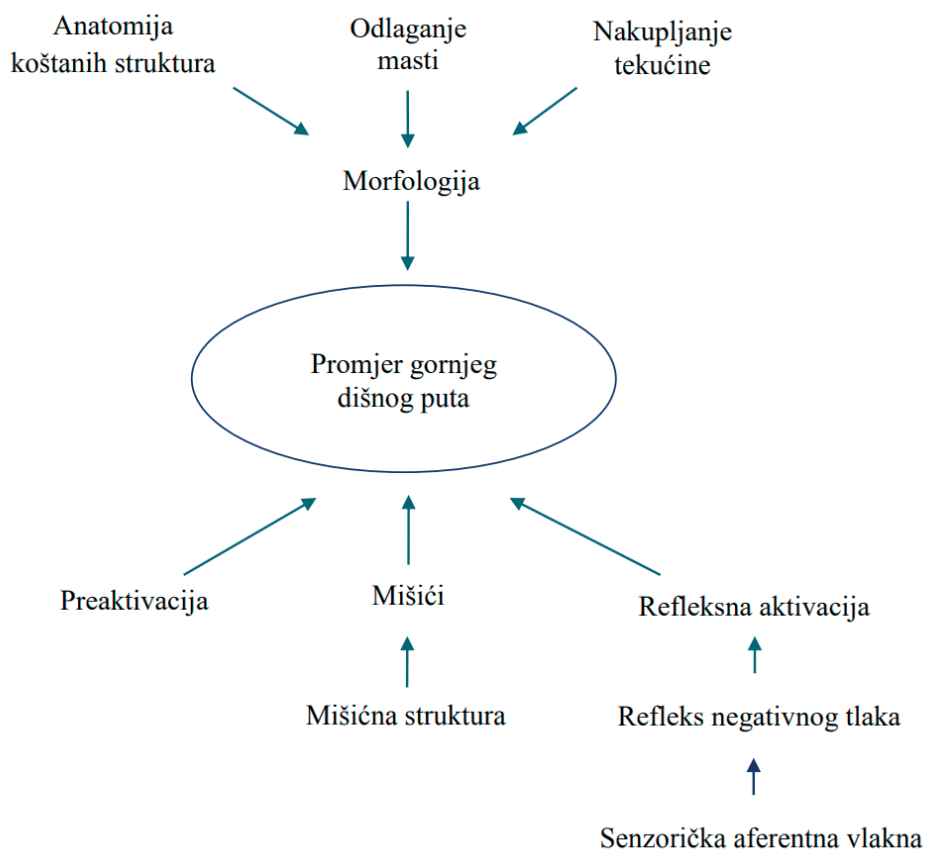 Anatomija
koštanih struktura
Odlaganje
masti
Nakupljanje
tekućine
Morfologija
Promjer gornjeg
dišnog puta
Preaktivacija
Mišići
Refleksna aktivacija
Mišićna struktura
Refleks negativnog tlaka
Senzorička aferentna vlakna